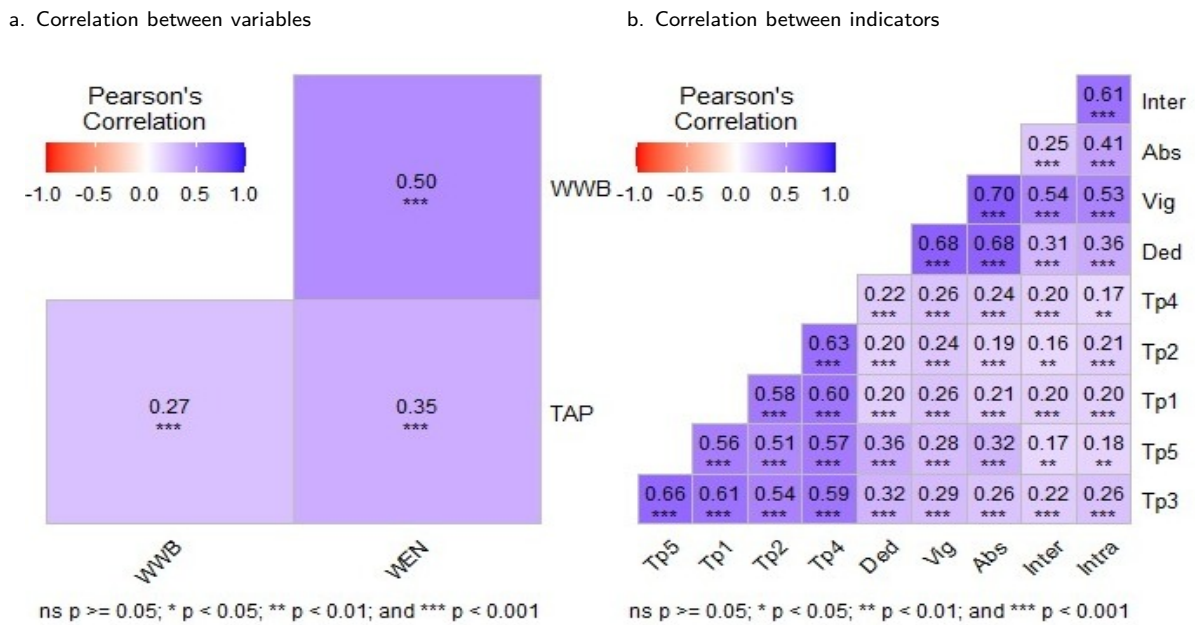 a. Correlation between variables
Pearson's
Correlation
-1.0 -0.5 0.0 0.5 1.0
0.50
***
WWB
0.27
***
0.35
***
TAP
WWB WEN
ns p >= 0.05; * p < 0.05; ** p < 0.01; and *** p < 0.001
b. Correlation between indicators
Pearson's
Correlation
-1.0 -0.5 0.0 0.5 1.0
0.61 Inter
***
0.25 0.41 Abs
*** ***
0.70 0.54 0.53 Vig
*** *** ***
0.68 0.68 0.31 0.36 Ded
*** *** *** ***
0.22 0.26 0.24 0.20 0.17 Tp4
*** *** *** *** **
0.63 0.20 0.24 0.19 0.16 0.21 Tp2
*** *** *** *** ** ***
0.58 0.60 0.20 0.26 0.21 0.20 0.20 Tp1
*** *** *** *** *** *** ***
0.56 0.51 0.57 0.36 0.28 0.32 0.17 0.18 Tp5
*** *** *** *** *** *** ** **
0.66 0.61 0.54 0.59 0.32 0.29 0.26 0.22 0.26 Tp3
*** *** *** *** *** *** *** *** ***
Tp5 Tp1 Tp2 Tp4 Ded Vig Abs Inter Intra
ns p >= 0.05; * p < 0.05; ** p < 0.01; and *** p < 0.001